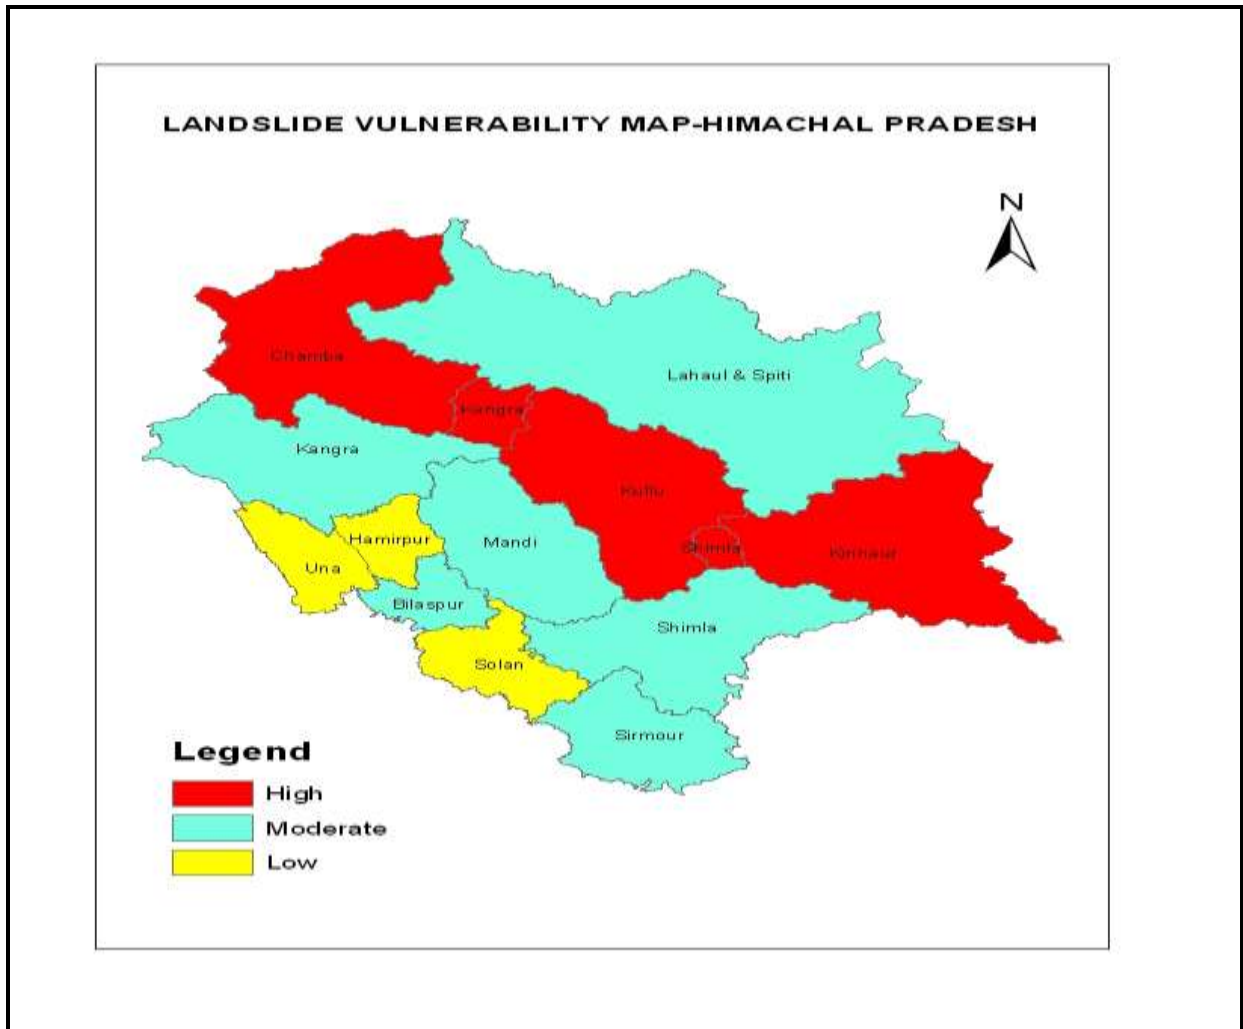 LANDSLIDE VULNERABILITY MAP-HIMACHAL PRADESH
N
Chamba
Lahaul & Spiti
Kangra
Kangra
Kullu
Hamirpur
Mandi
Shimla
Kinnaur
Una
Bilaspur
Shimla
Solan
Sirmour
Legend
High
Moderate
Low